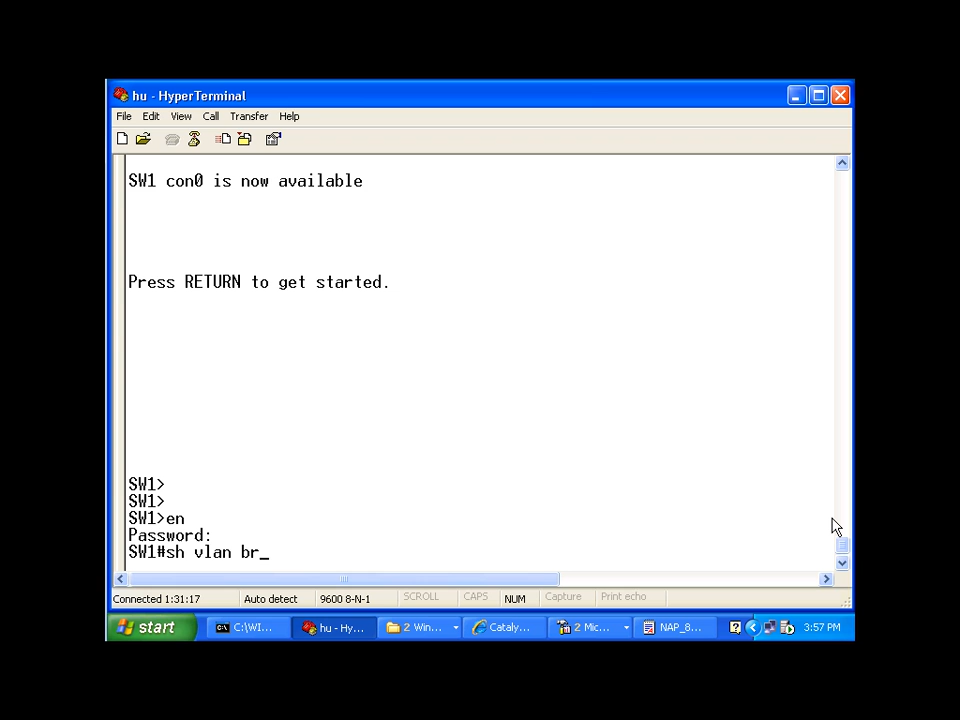 hu - HyperTerminal
File Edit View Call Transfer Help
SW1 con0 is now available
Press RETURN to get started.
SW1>
SW1>
SW1>en
Password:
SW1#sh vlan br_
Connected 1:31:17 Auto detect 9600 8-N-1 SCROLL CAPS NUM Capture Print echo
start C:\WI... hu - Hy... 2 Win... Cataly... 2 Mic... NAP_8... 3:57 PM